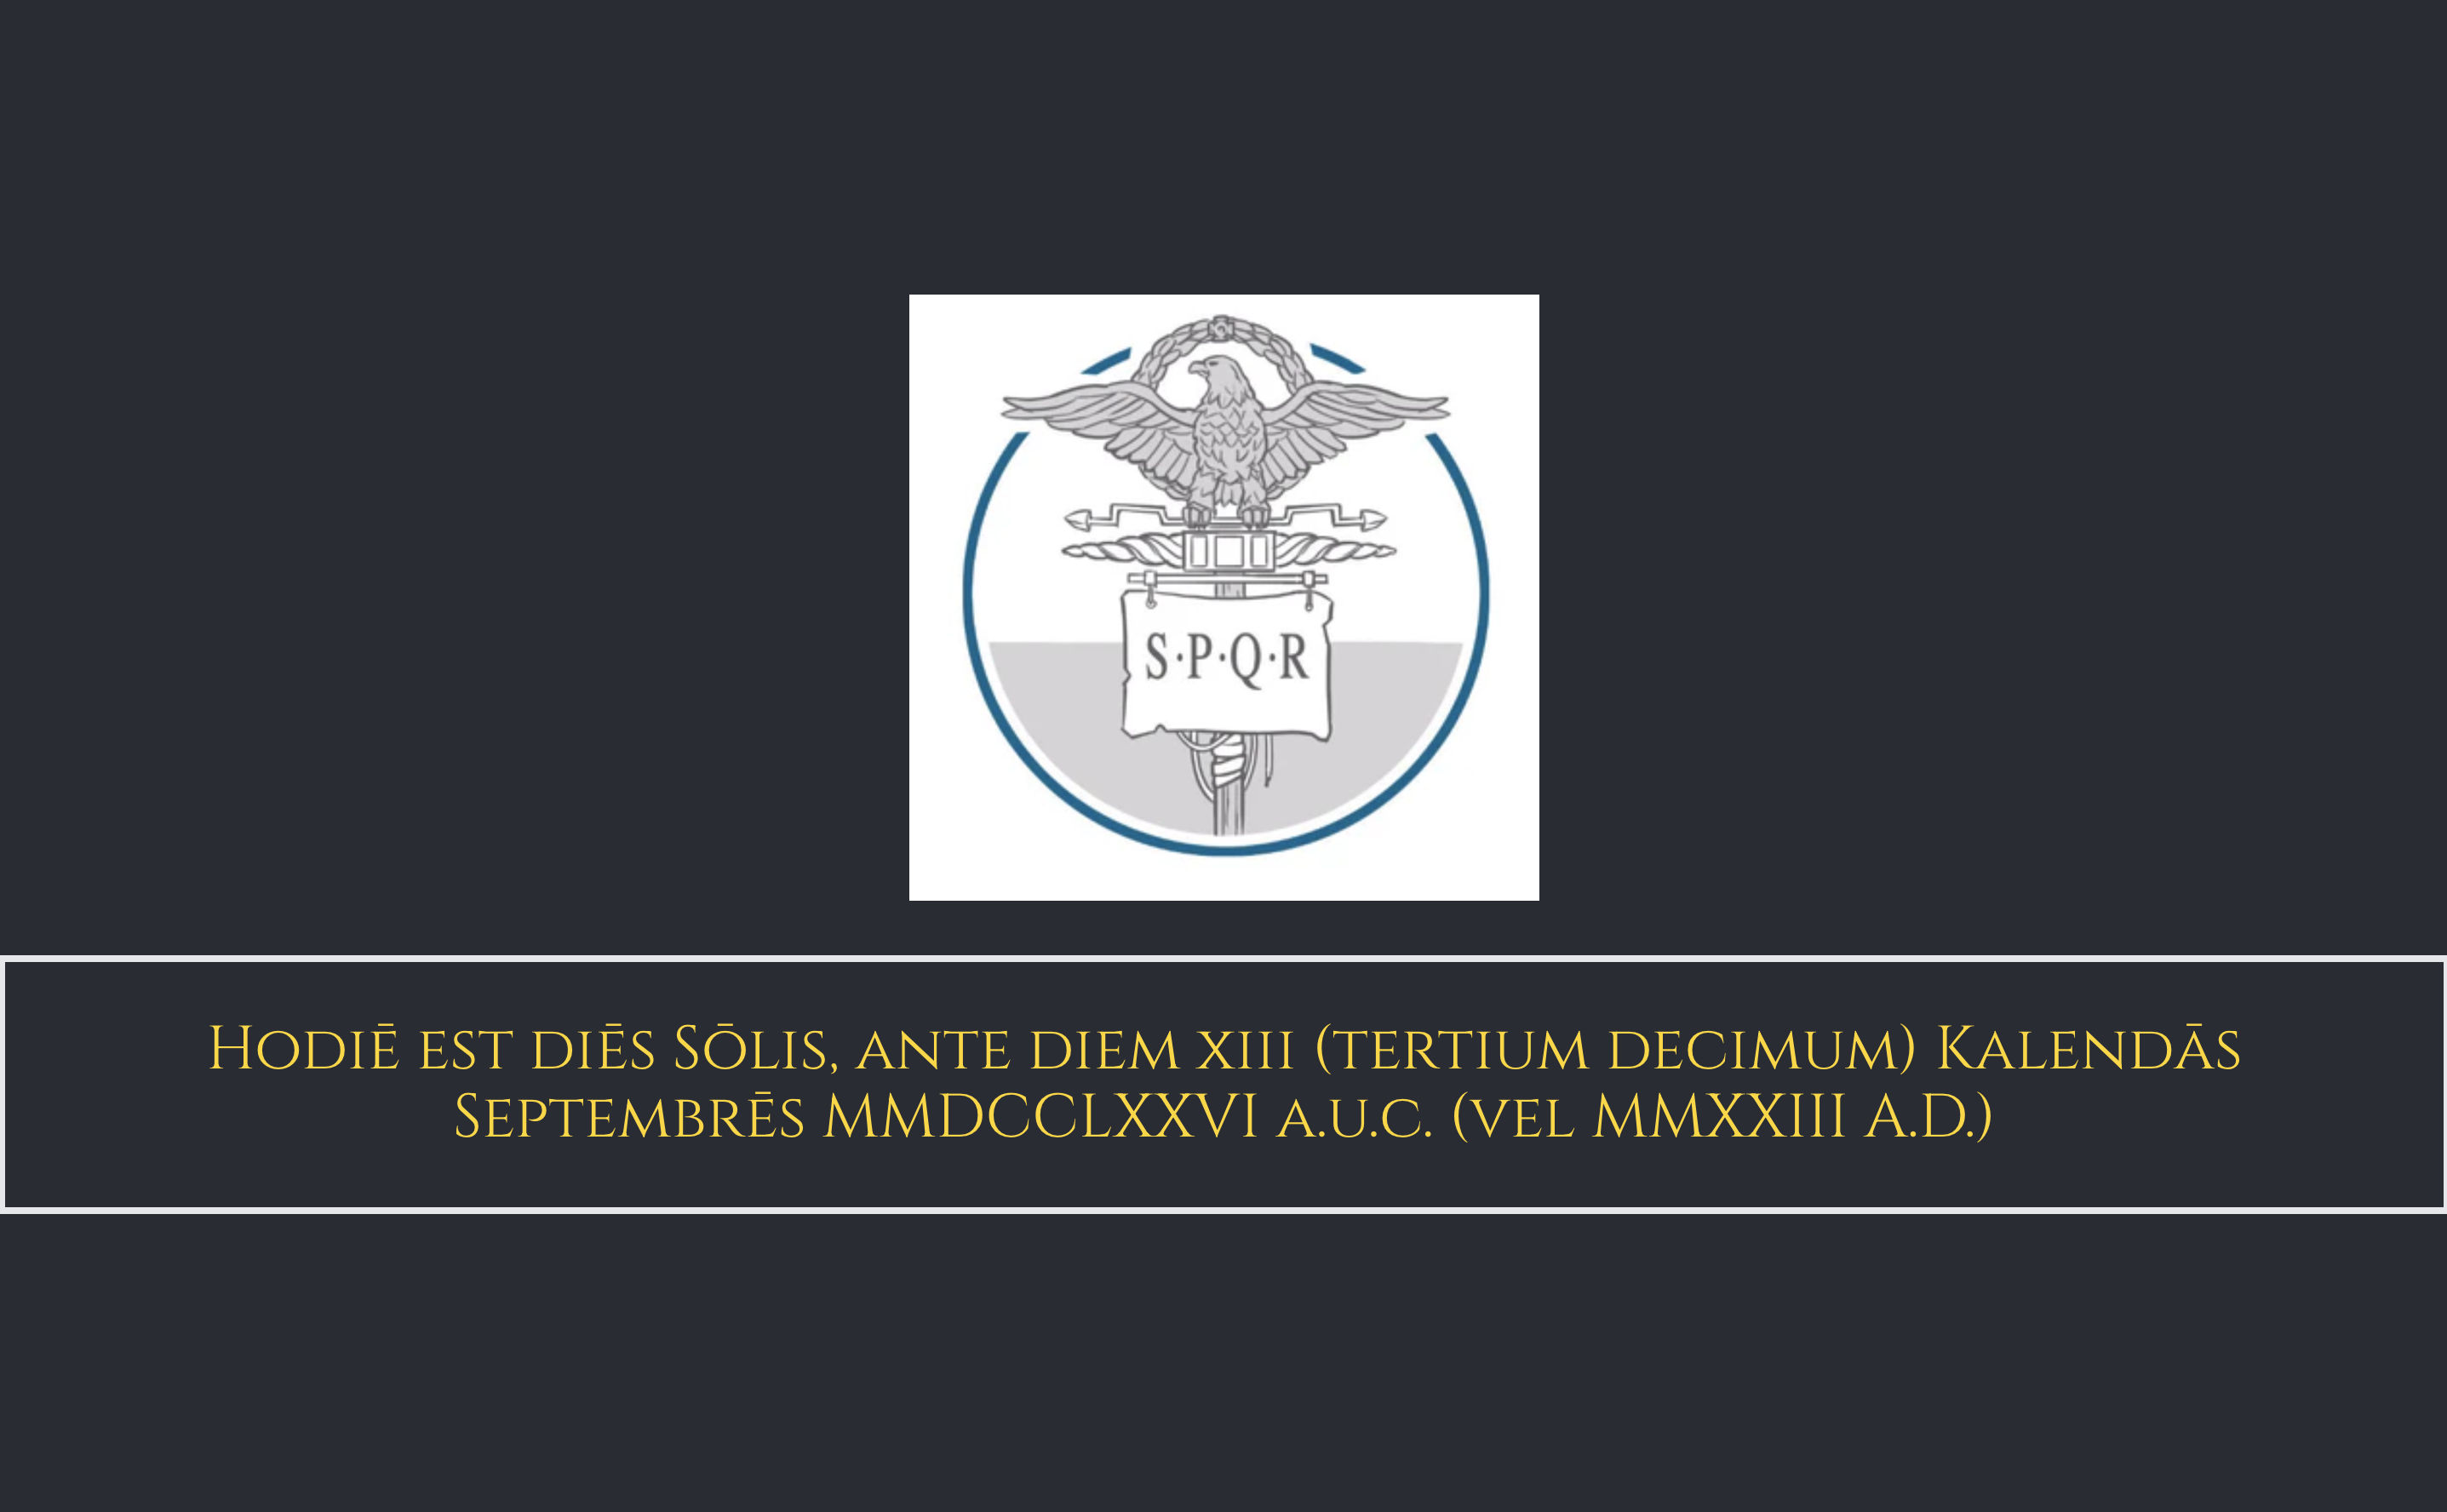 S·P·Q·R
Hodiē est diēs Sōlis, ante diem xiii (tertium decimum) Kalendās
Septembrēs MMDCCLXXVI a.u.c. (vel MMXXIII A.D.)